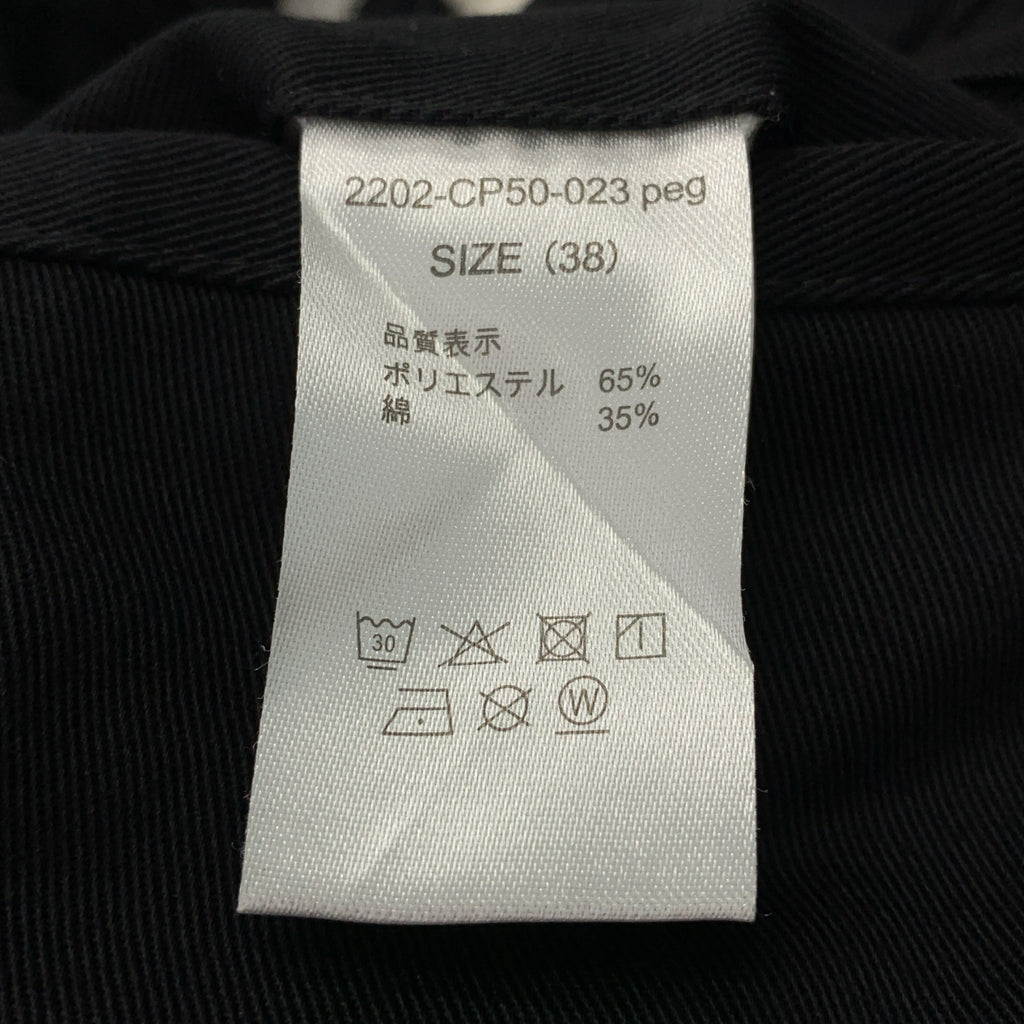 2202-CP50-023 peg
SIZE (38)
品質表示
ポリエステル 65%
綿 35%
30
W